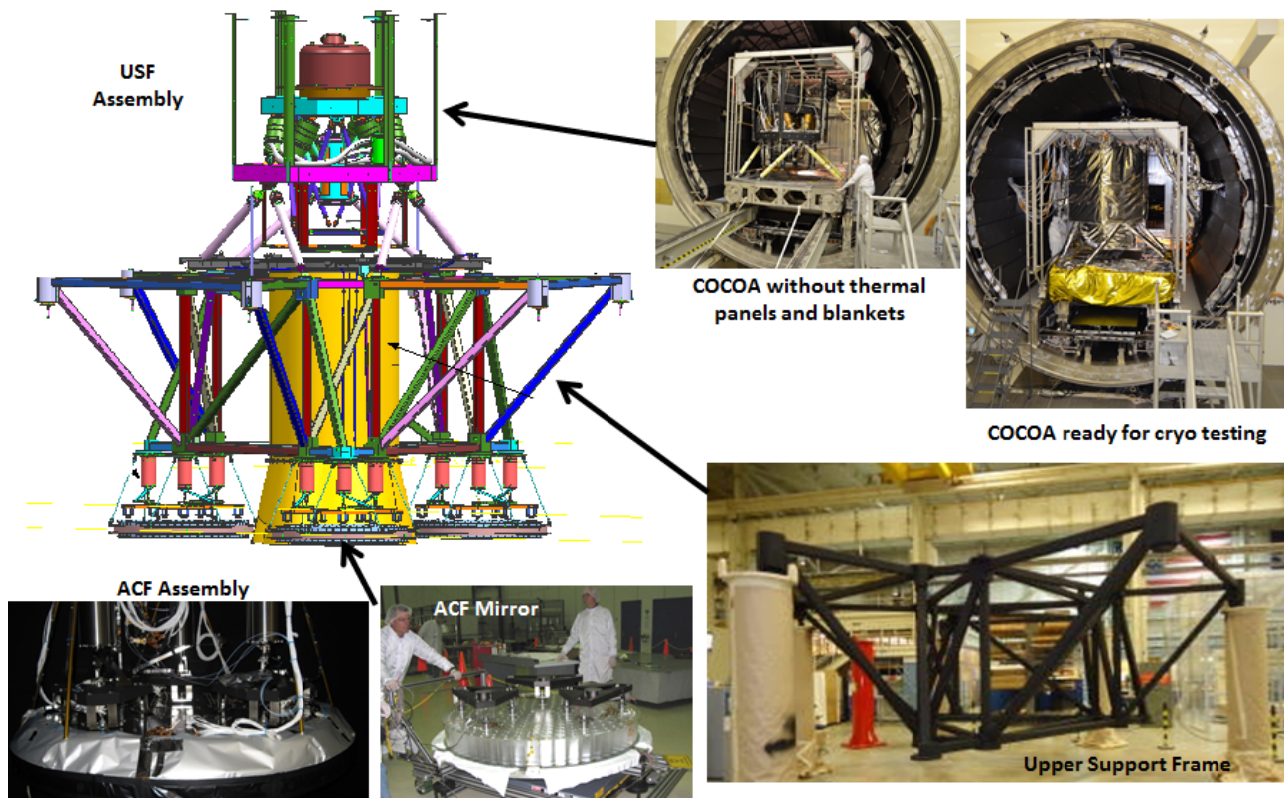 USF
Assembly
COCOA without thermal
panels and blankets
COCOA ready for cryo testing
ACF Assembly
ACF Mirror
Upper Support Frame